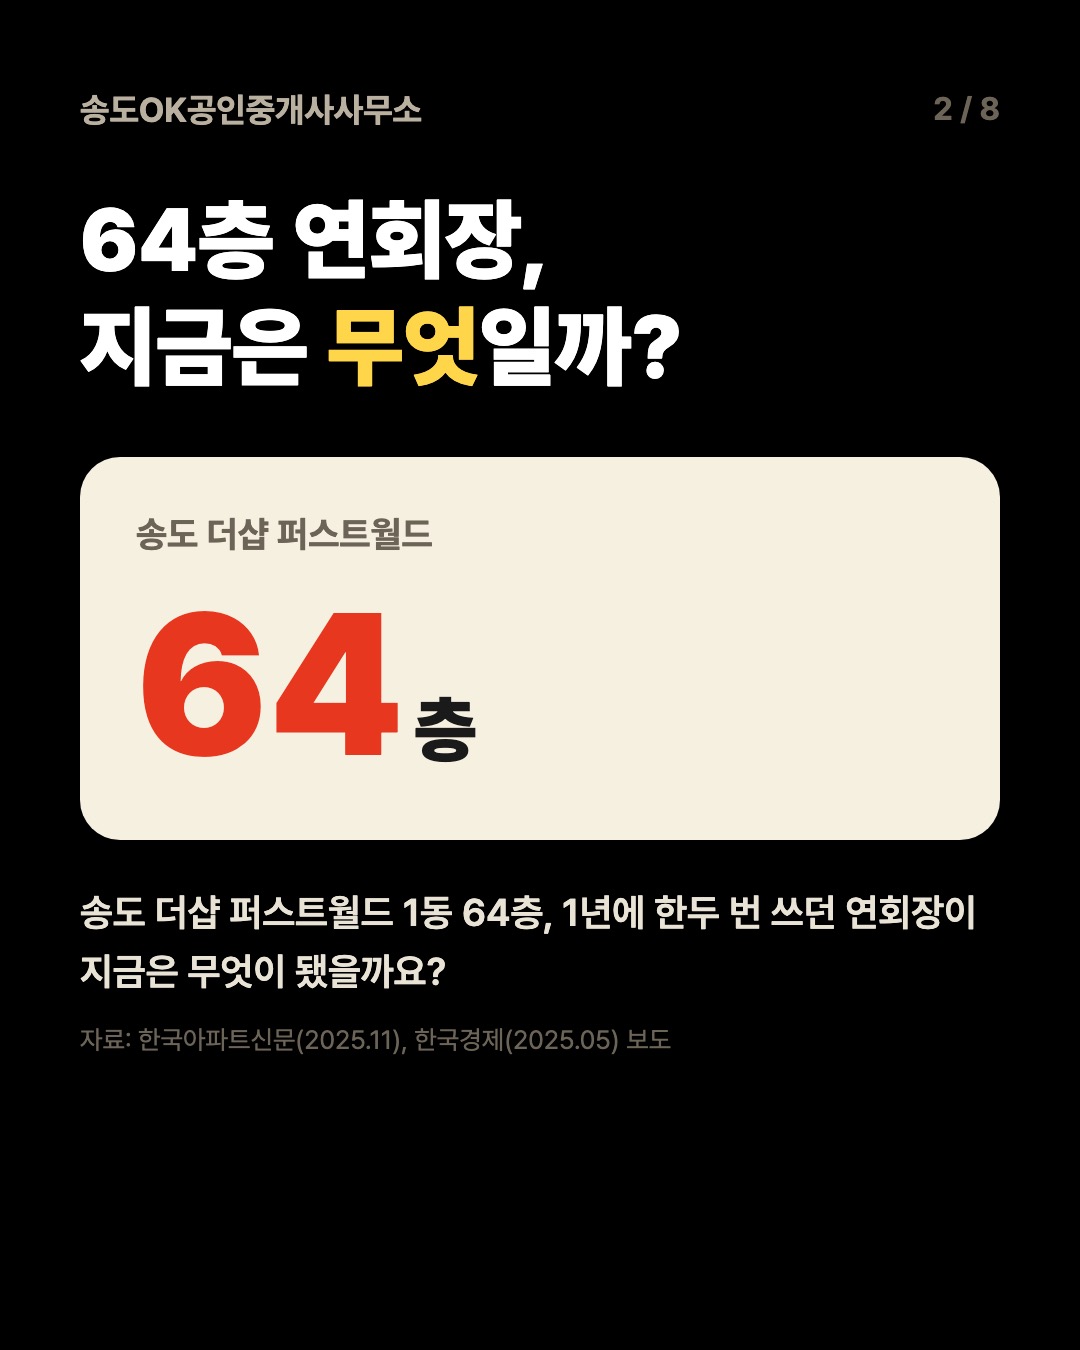 송도OK공인중개사사무소
2 / 8
64층 연회장,
지금은 무엇일까?
송도 더샵 퍼스트월드
64층
송도 더샵 퍼스트월드 1동 64층, 1년에 한두 번 쓰던 연회장이
지금은 무엇이 됐을까요?
자료: 한국아파트신문(2025.11), 한국경제(2025.05) 보도